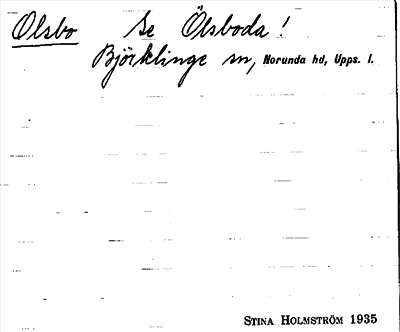 Olsbo Se Ölsboda!
Björklinge sn, Norunda hd, Upps. l.
STINA HOLMSTRÖM 1935